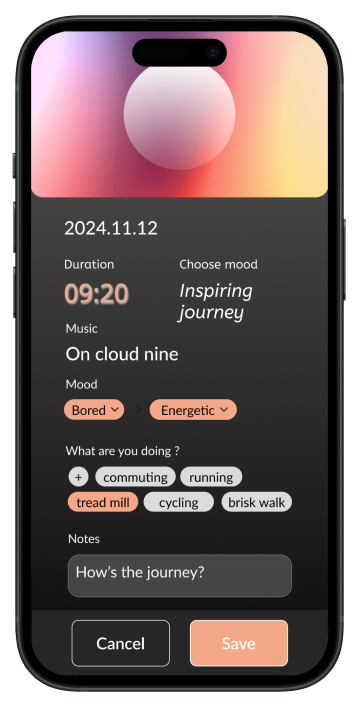 2024.11.12
Duration
Choose mood
09:20
Inspiring
journey
Music
On cloud nine
Mood
Bored
Energetic
What are you doing ?
+ commuting running
tread mill cycling brisk walk
Notes
How's the journey?
Cancel Save